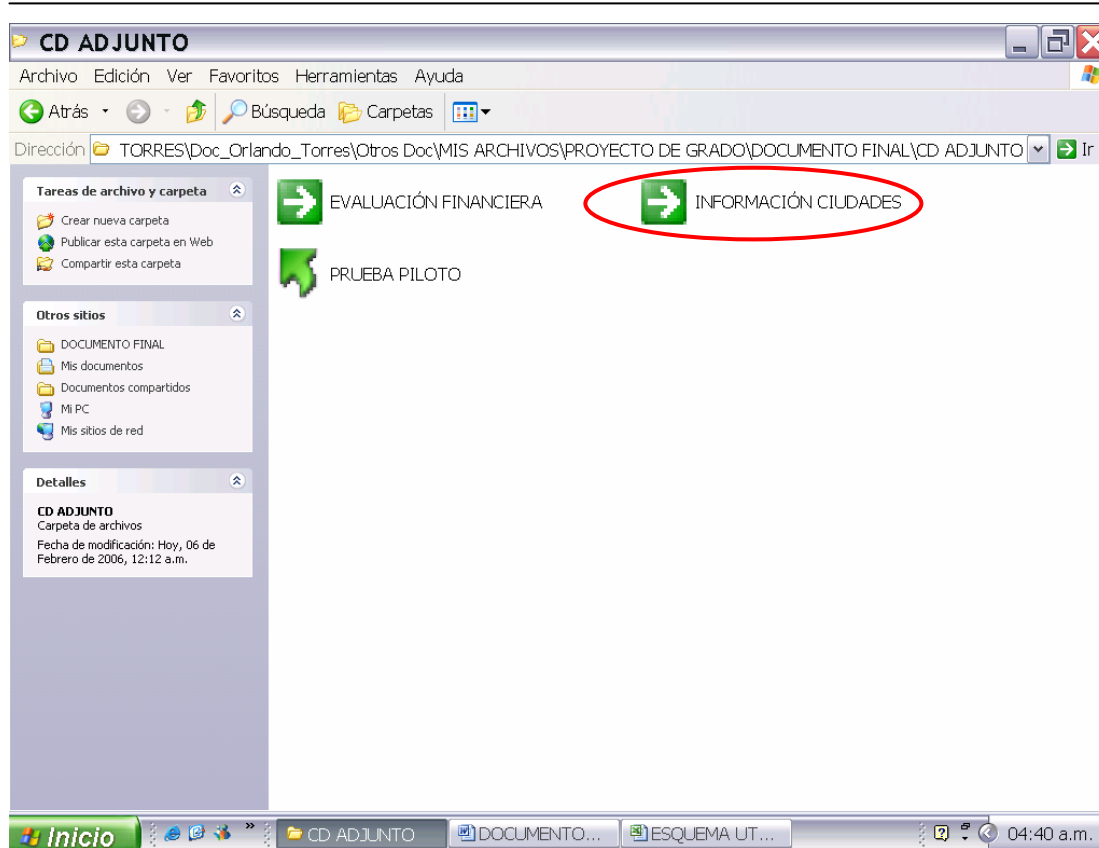 CD ADJUNTO
Archivo Edición Ver Favoritos Herramientas Ayuda
Atrás Búsqueda Carpetas
Dirección TORRES\Doc_Orlando_Torres\Otros Doc\MIS ARCHIVOS\PROYECTO DE GRADO\DOCUMENTO FINAL\CD ADJUNTO Ir
Tareas de archivo y carpeta
Crear nueva carpeta
Publicar esta carpeta en Web
Compartir esta carpeta
Otros sitios
DOCUMENTO FINAL
Mis documentos
Documentos compartidos
Mi PC
Mis sitios de red
Detalles
CD ADJUNTO
Carpeta de archivos
Fecha de modificación: Hoy, 06 de
Febrero de 2006, 12:12 a.m.
EVALUACIÓN FINANCIERA INFORMACIÓN CIUDADES
PRUEBA PILOTO
Inicio » CD ADJUNTO DOCUMENTO... ESQUEMA UT... 04:40 a.m.